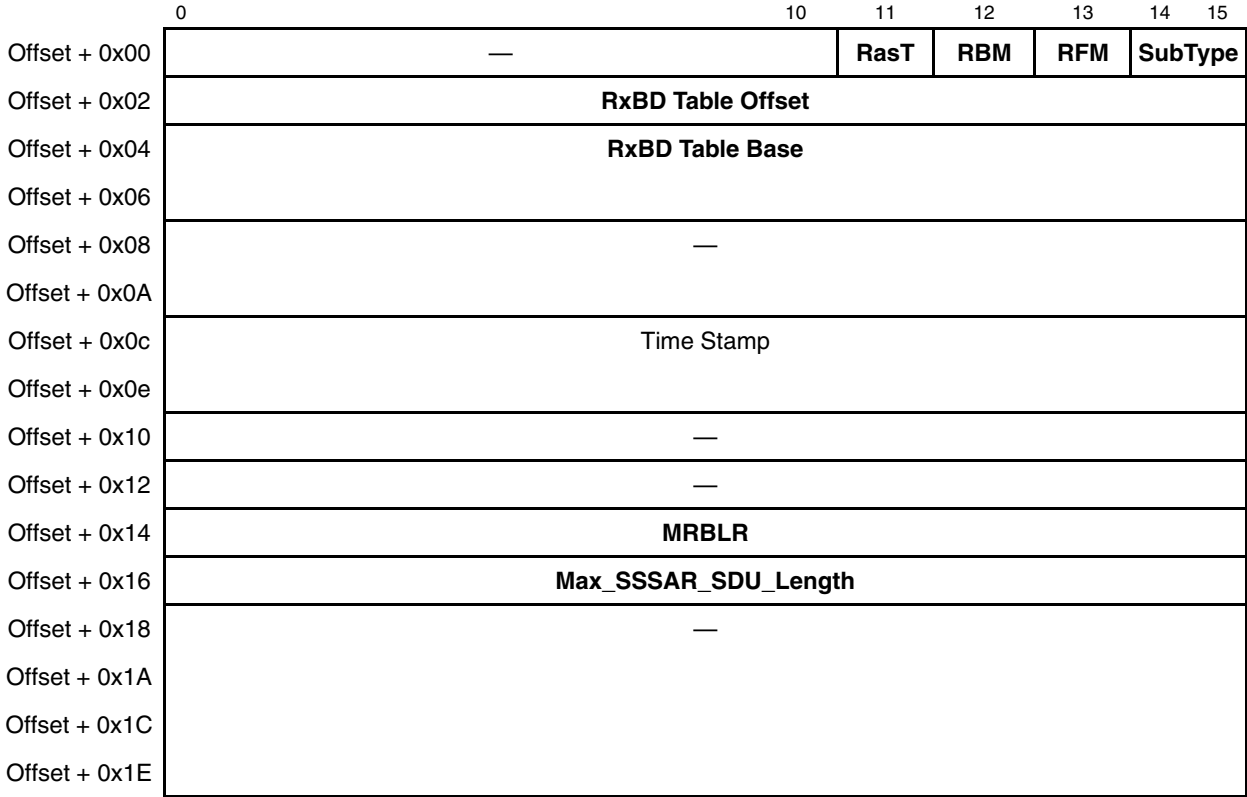 0 10 11 12 13 14 15
Offset + 0x00 — RasT RBM RFM SubType
Offset + 0x02 RxBD Table Offset
Offset + 0x04 RxBD Table Base
Offset + 0x06
Offset + 0x08 —
Offset + 0x0A
Offset + 0x0c Time Stamp
Offset + 0x0e
Offset + 0x10 —
Offset + 0x12 —
Offset + 0x14 MRBLR
Offset + 0x16 Max_SSSAR_SDU_Length
Offset + 0x18 —
Offset + 0x1A
Offset + 0x1C
Offset + 0x1E